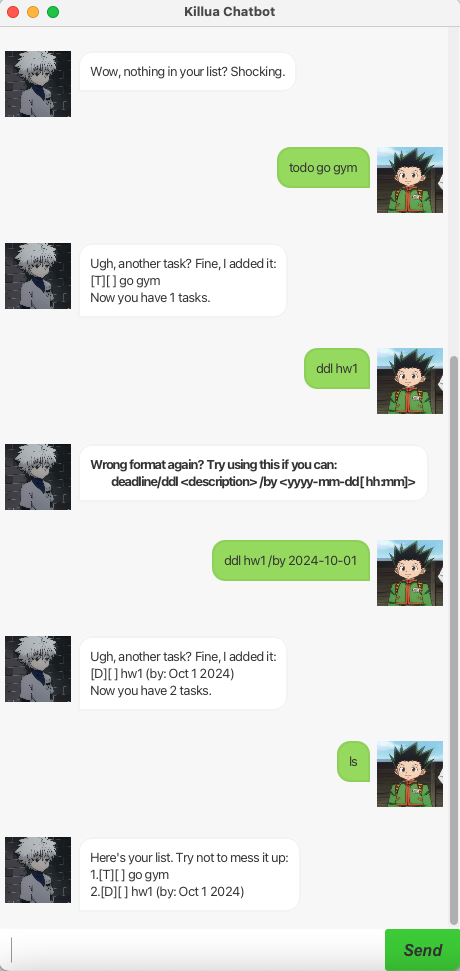 Killua Chatbot
Wow, nothing in your list? Shocking.
todo go gym
Ugh, another task? Fine, I added it:
[T][ ] go gym
Now you have 1 tasks.
ddl hw1
Wrong format again? Try using this if you can:
deadline/ddl <description> /by <yyyy-mm-dd[ hh:mm]>
ddl hw1 /by 2024-10-01
Ugh, another task? Fine, I added it:
[D][ ] hw1 (by: Oct 1 2024)
Now you have 2 tasks.
ls
Here's your list. Try not to mess it up:
1.[T][ ] go gym
2.[D][ ] hw1 (by: Oct 1 2024)
Send